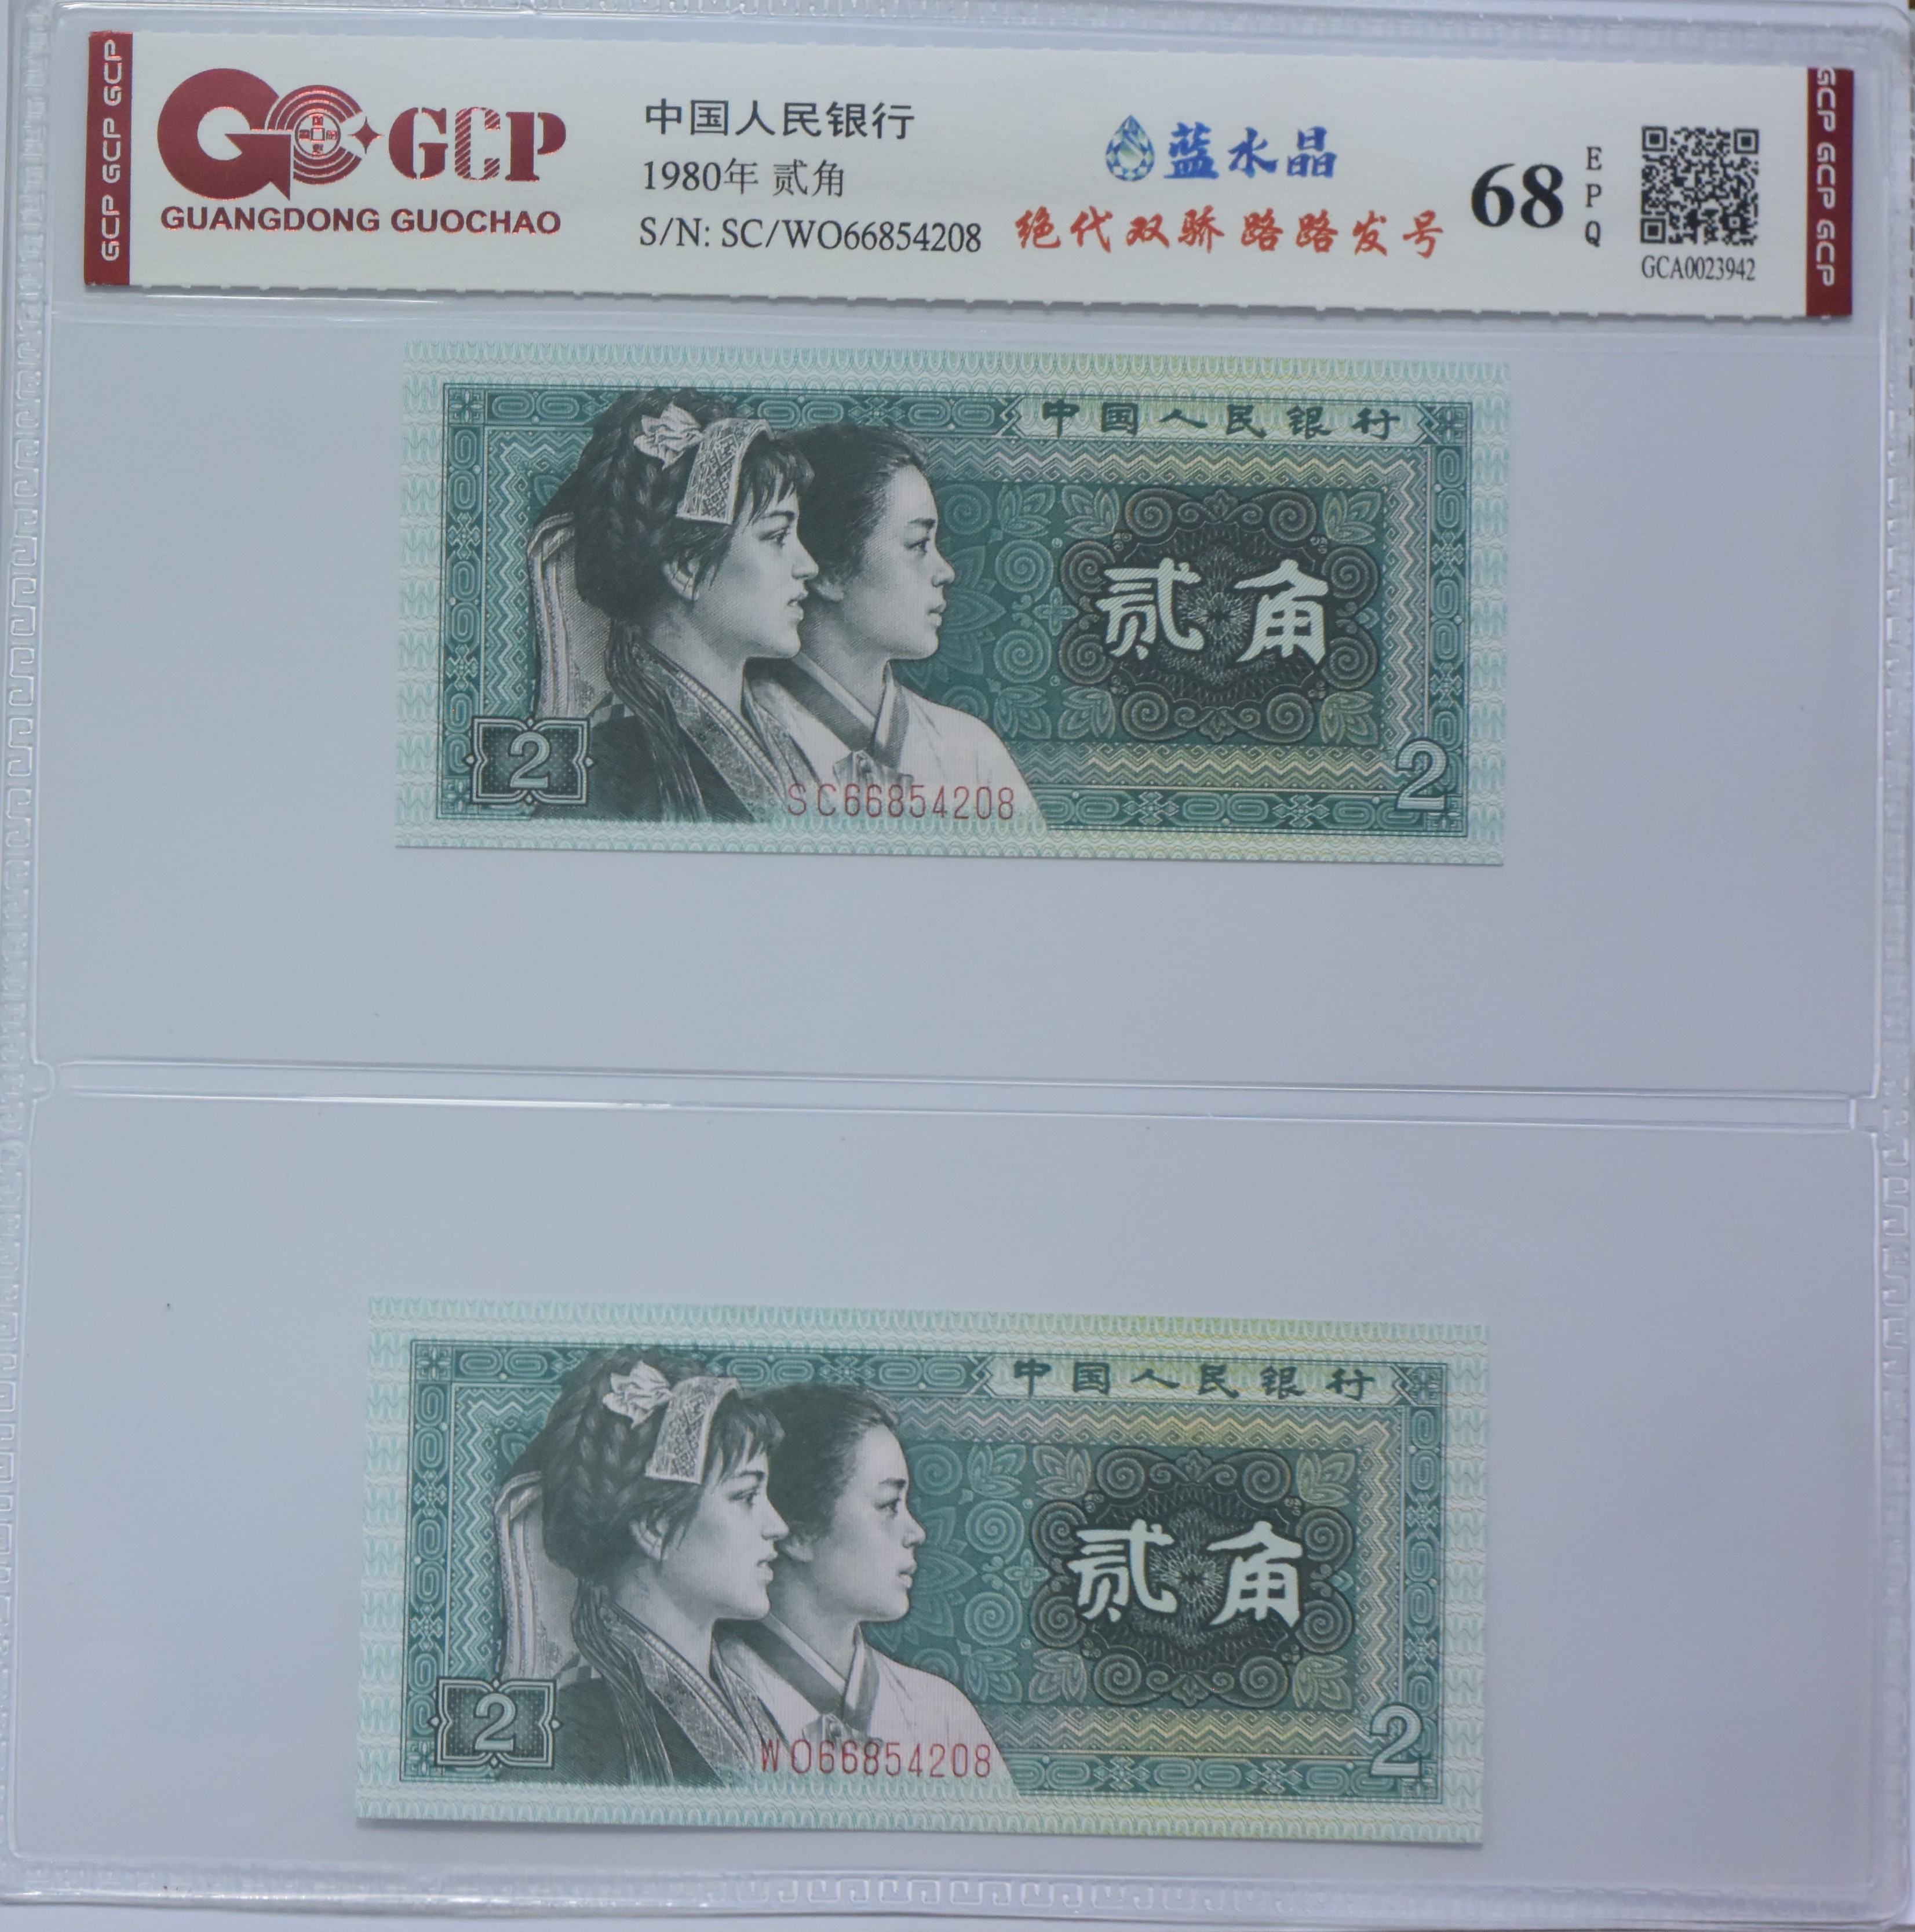 GCP GCP GCP
GCP
GUANGDONG GUOCHAO
中国人民银行
1980年 贰角
S/N: SC/WO66854208
蓝水晶
绝代双骄 路路发号
68
EPQ
GCA0023942
GCP GCP GCP
中国人民银行
贰角
2
2
SC66854208
中国人民银行
贰角
2
2
WO66854208